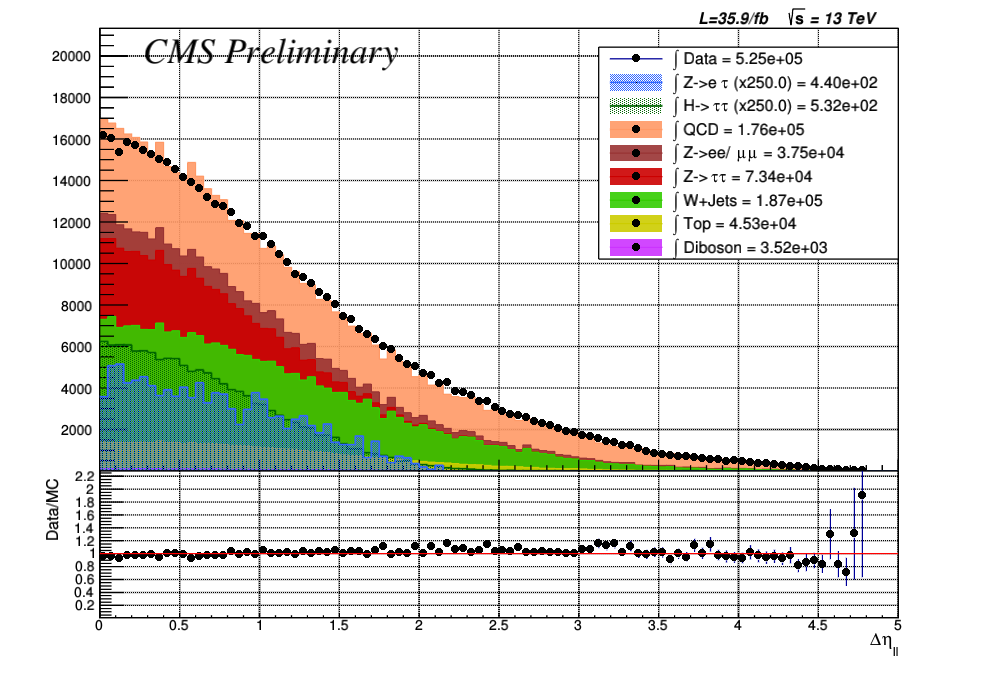 L=35.9/fb √s = 13 TeV
CMS Preliminary
∫ Data = 5.25e+05
∫ Z->e τ (x250.0) = 4.40e+02
∫ H-> ττ (x250.0) = 5.32e+02
∫ QCD = 1.76e+05
∫ Z->ee/ μμ = 3.75e+04
∫ Z-> ττ = 7.34e+04
∫ W+Jets = 1.87e+05
∫ Top = 4.53e+04
∫ Diboson = 3.52e+03
20000
18000
16000
14000
12000
10000
8000
6000
4000
2000
Data/MC
2.2
2
1.8
1.6
1.4
1.2
1
0.8
0.6
0.4
0.2
0 0.5 1 1.5 2 2.5 3 3.5 4 4.5 5
Δη_ll